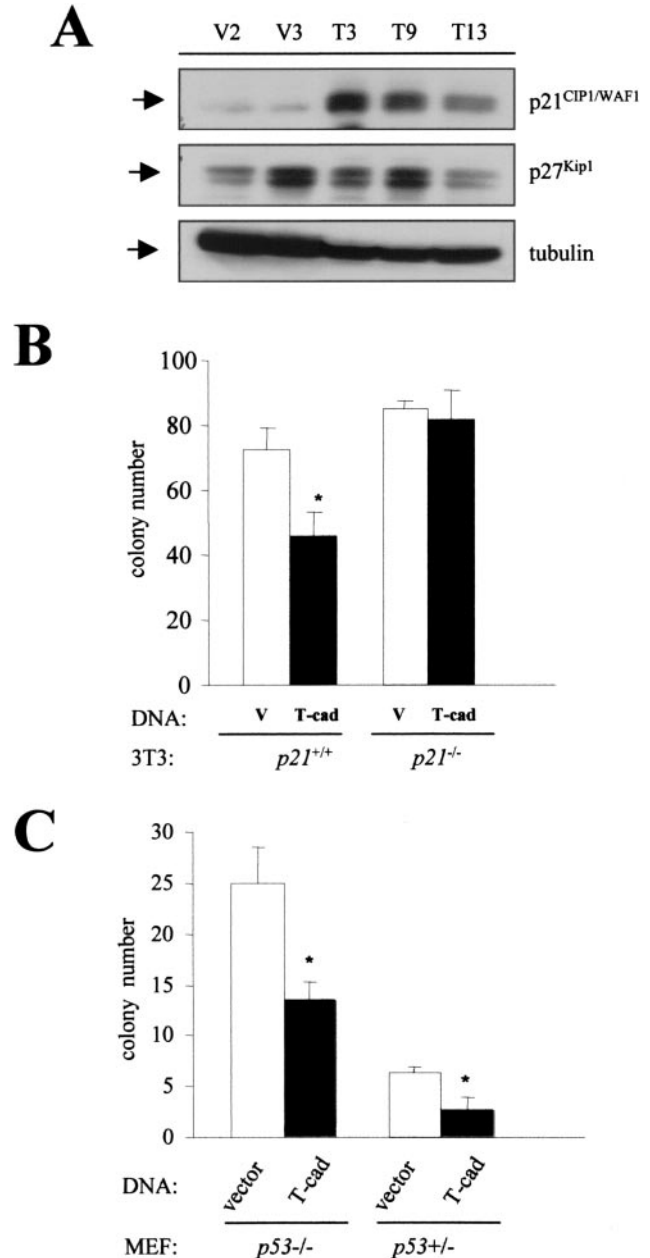 A
V2 V3 T3 T9 T13
p21CIP1/WAF1
p27Kip1
tubulin
B
100
80
60
40
20
0
colony number
*
DNA: V T-cad V T-cad
3T3: p21+/+ p21-/-
C
30
25
20
15
10
5
0
colony number
*
*
DNA: vector T-cad vector T-cad
MEF: p53-/- p53+/-